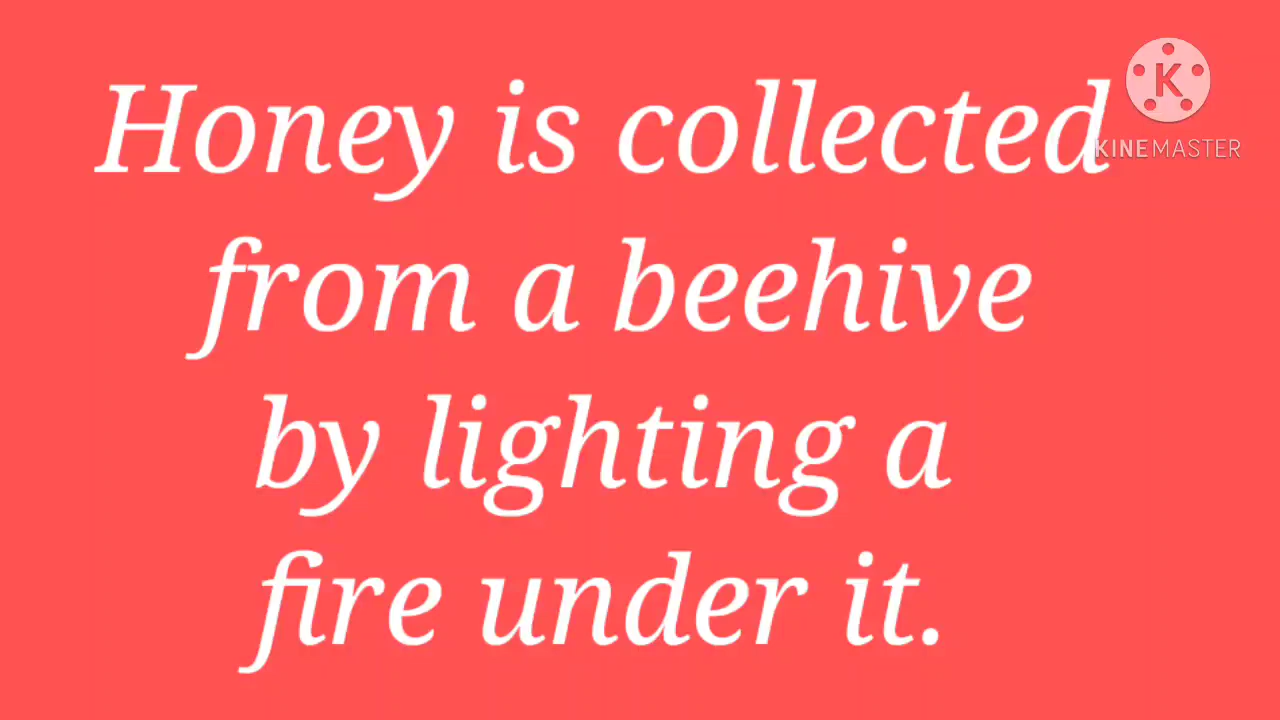 Honey is collected
from a beehive
by lighting a
fire under it.
K
KINEMASTER